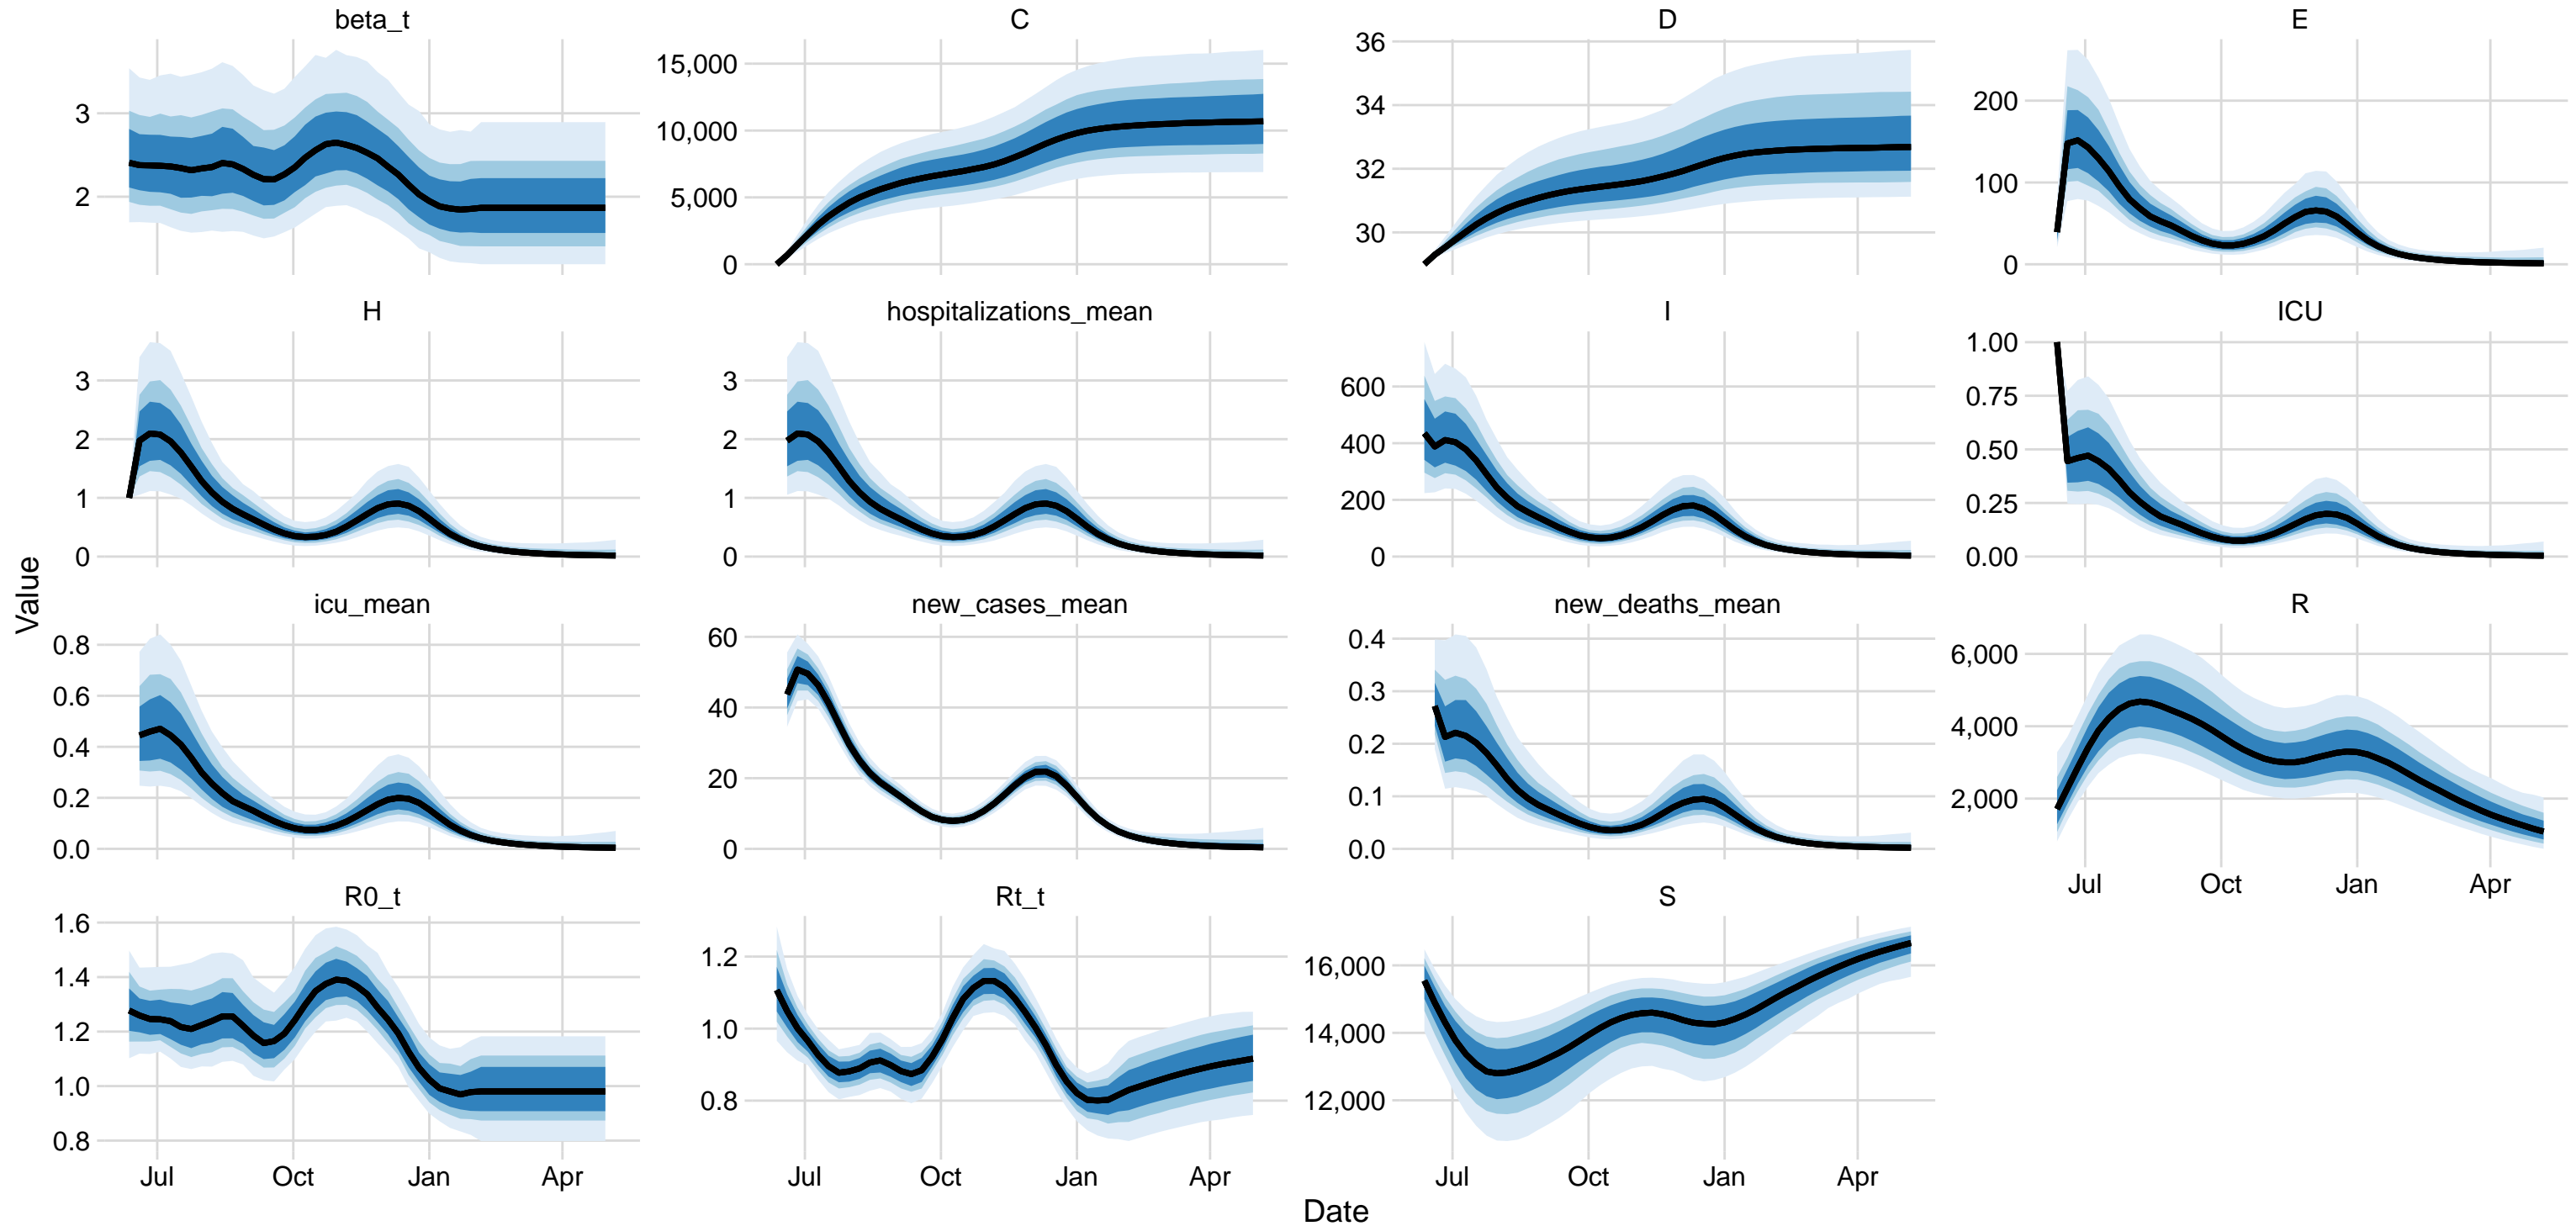 beta_t
C
D
E
3
2
15,000
10,000
5,000
0
36
34
32
30
200
100
0
H
hospitalizations_mean
I
ICU
3
2
1
0
3
2
1
0
600
400
200
0
1.00
0.75
0.50
0.25
0.00
Value
icu_mean
new_cases_mean
new_deaths_mean
R
0.8
0.6
0.4
0.2
0.0
60
40
20
0
0.4
0.3
0.2
0.1
0.0
6,000
4,000
2,000
Jul Oct Jan Apr
R0_t
Rt_t
S
1.6
1.4
1.2
1.0
0.8
1.2
1.0
0.8
16,000
14,000
12,000
Jul Oct Jan Apr
Jul Oct Jan Apr
Jul Oct Jan Apr
Date